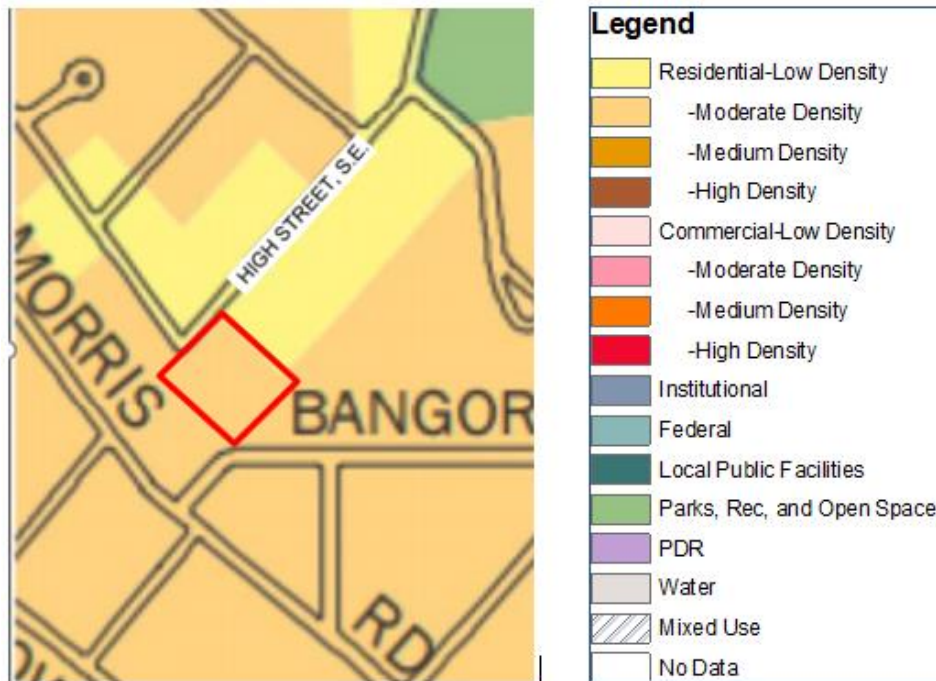 HIGH STREET, S.E.
MORRIS
BANGOR
RD
Legend
Residential-Low Density
-Moderate Density
-Medium Density
-High Density
Commercial-Low Density
-Moderate Density
-Medium Density
-High Density
Institutional
Federal
Local Public Facilities
Parks, Rec, and Open Space
PDR
Water
Mixed Use
No Data